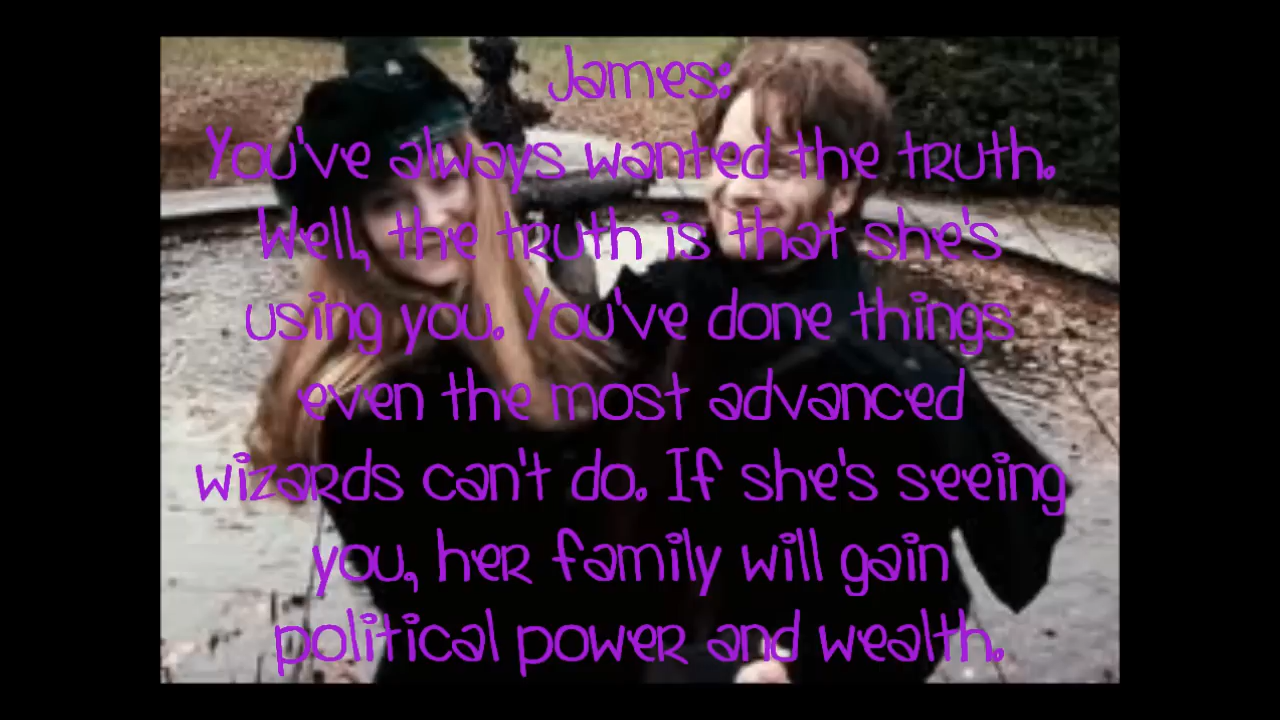 James:
You've always wanted the truth.
Well, the truth is that she's
using you. You've done things
even the most advanced
wizards can't do. If she's seeing
you, her family will gain
political power and wealth.